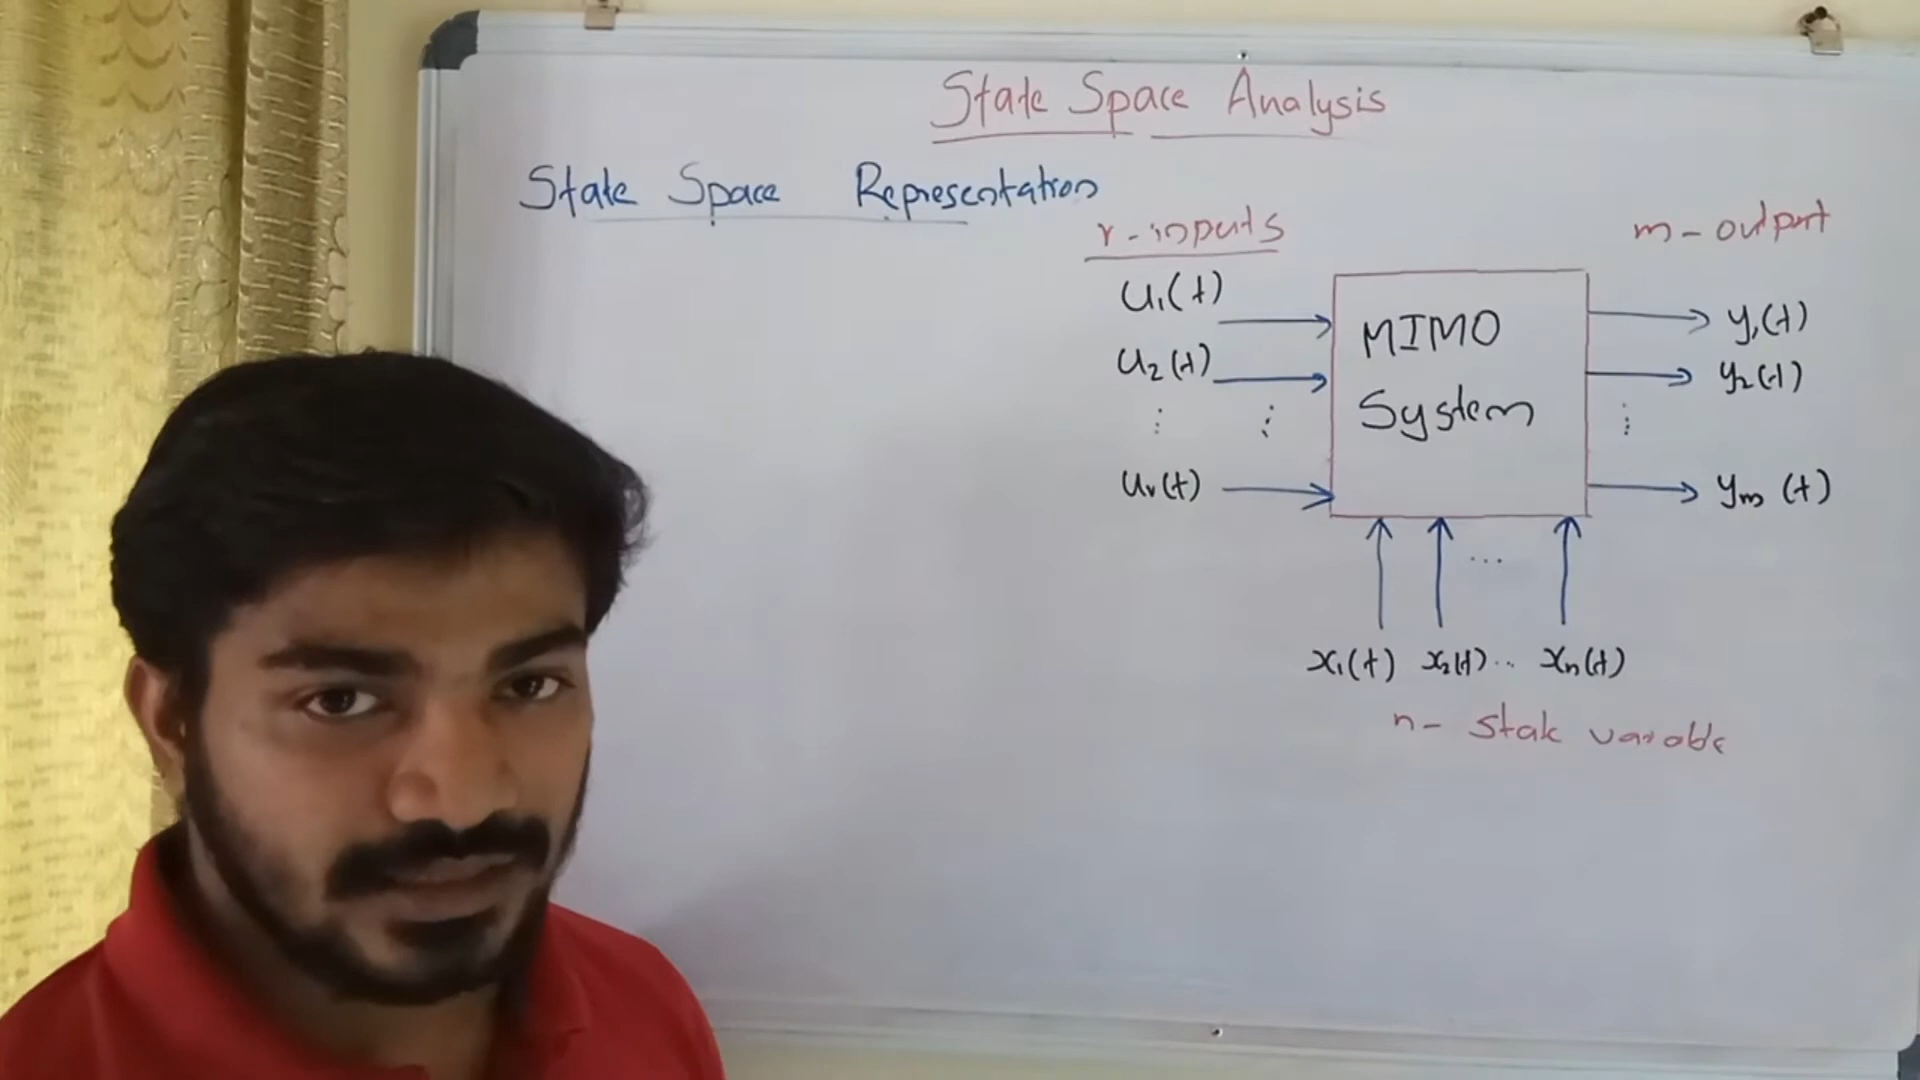 State Space Analysis
State Space Representation
r-inputs
m-output
u₁(t)
u₂(t)
⋮ ⋮
uᵣ(t)
MIMO
System
y₁(t)
y₂(t)
⋮
yₘ(t)
...
x₁(t) x₂(t) ... xₙ(t)
n- state variable